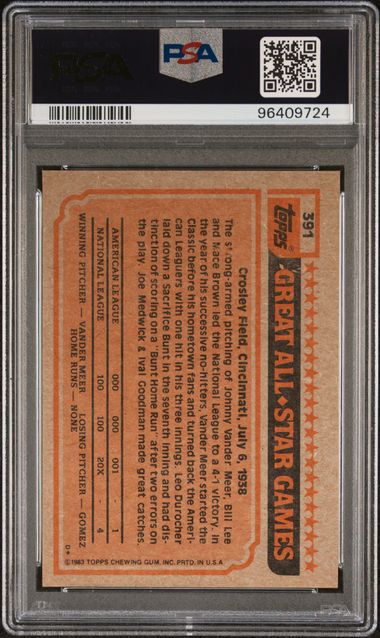 PSA
PSA
96409724
391
topps
GREAT ALL★STAR GAMES
Crosley Field, Cincinnati, July 6, 1938
The strong-armed pitching of Johnny Vander Meer, Bill Lee
and Mace Brown led the National League to a 4-1 victory. In
the year of his successive no-hitters, Vander Meer started the
Classic before his hometown fans and turned back the Ameri-
can Leaguers with one hit in his three innings. Leo Durocher
laid down a Sacrifice Bunt in the seventh inning and had dis-
tinction of scoring on a "Bunt Home Run" after two errors on
the play. Joe Medwick & Ival Goodman made great catches.
AMERICAN LEAGUE 000 000 001 - 1
NATIONAL LEAGUE 100 100 20X - 4
WINNING PITCHER — VANDER MEER LOSING PITCHER — GOMEZ
HOME RUNS — NONE
D*
©1983 TOPPS CHEWING GUM, INC. PRTD. IN U.S.A.
PSA